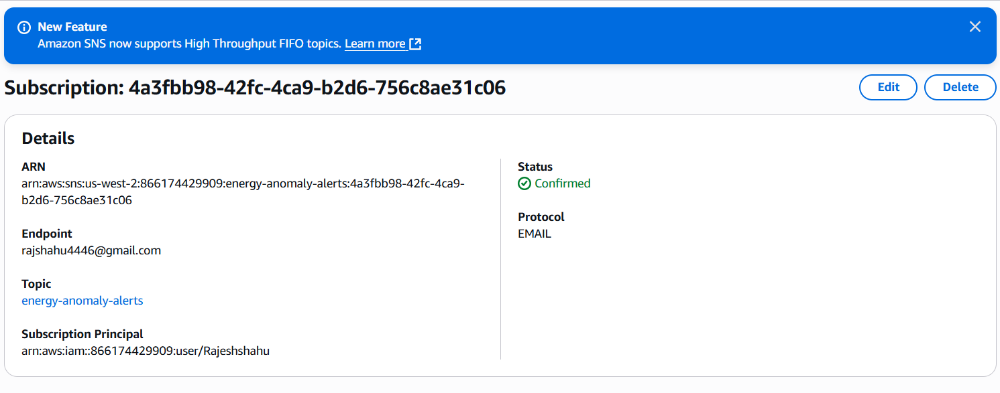 New Feature
Amazon SNS now supports High Throughput FIFO topics. Learn more
Subscription: 4a3fbb98-42fc-4ca9-b2d6-756c8ae31c06
Edit
Delete
Details
ARN
arn:aws:sns:us-west-2:866174429909:energy-anomaly-alerts:4a3fbb98-42fc-4ca9-
b2d6-756c8ae31c06
Endpoint
rajshahu4446@gmail.com
Topic
energy-anomaly-alerts
Subscription Principal
arn:aws:iam::866174429909:user/Rajeshshahu
Status
Confirmed
Protocol
EMAIL